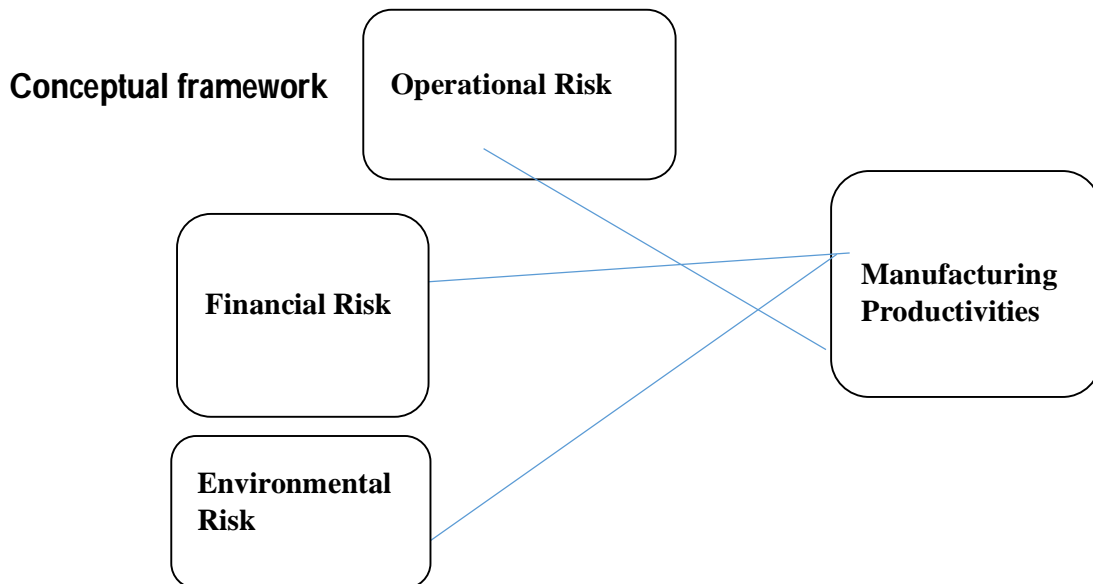 Conceptual framework
Operational Risk
Financial Risk
Manufacturing
Productivities
Environmental
Risk